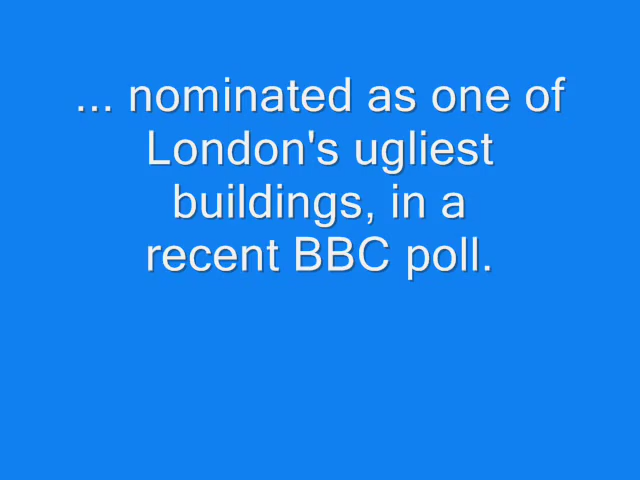 ... nominated as one of
London's ugliest
buildings, in a
recent BBC poll.